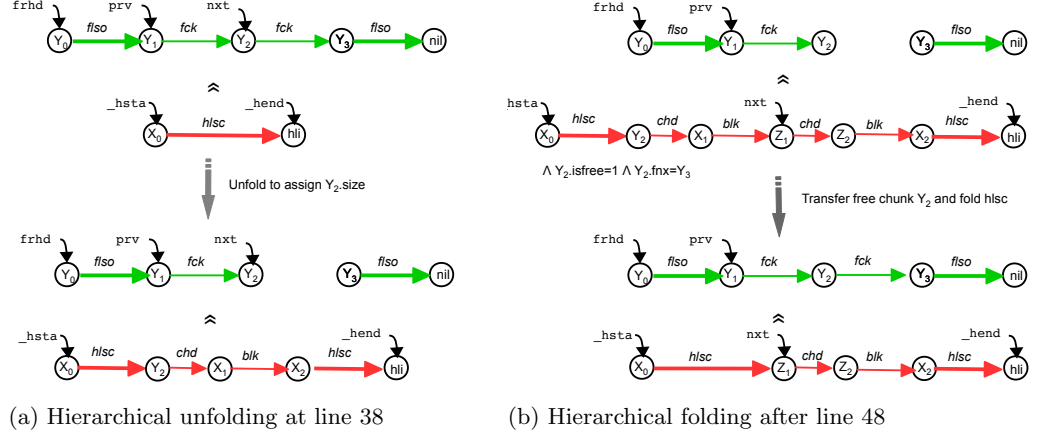 frhd prv nxt
flso fck fck flso
Y0 Y1 Y2 Y3 nil
«
_hsta _hend
hlsc
X0 hli
Unfold to assign Y2.size
frhd prv nxt
flso fck flso
Y0 Y1 Y2 Y3 nil
«
_hsta _hend
hlsc chd blk hlsc
X0 Y2 X1 X2 hli
(a) Hierarchical unfolding at line 38
frhd prv
flso fck flso
Y0 Y1 Y2 Y3 nil
«
hsta nxt _hend
hlsc chd blk chd blk hlsc
X0 Y2 X1 Z1 Z2 X2 hli
Λ Y2.isfree=1 Λ Y2.fnx=Y3
Transfer free chunk Y2 and fold hlsc
frhd prv
flso fck fck flso
Y0 Y1 Y2 Y3 nil
«
_hsta nxt _hend
hlsc chd blk hlsc
X0 Z1 Z2 X2 hli
(b) Hierarchical folding after line 48